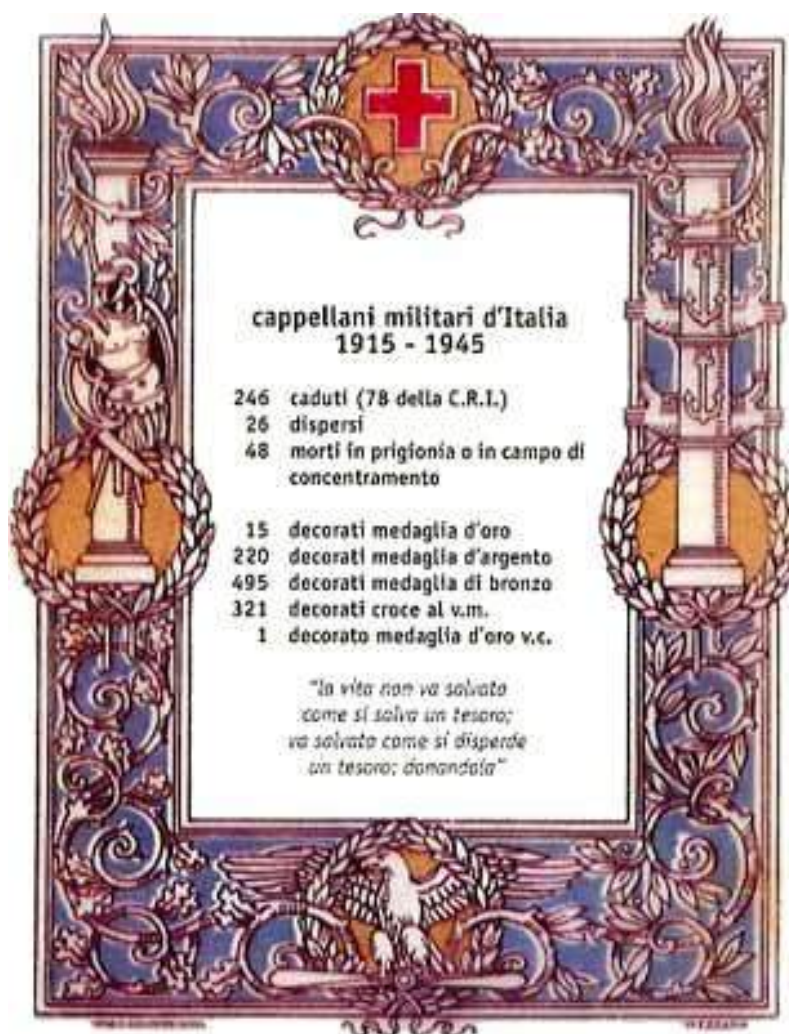 cappellani militari d'Italia
1915 - 1945
246 caduti (78 della C.R.I.)
26 dispersi
48 morti in prigionia o in campo di
concentramento
15 decorati medaglia d'oro
220 decorati medaglia d'argento
495 decorati medaglia di bronzo
321 decorati croce al v.m.
1 decorato medaglia d'oro v.c.
"la vita non va salvata
come si salva un tesoro;
va salvata come si disperde
un tesoro: donandola"